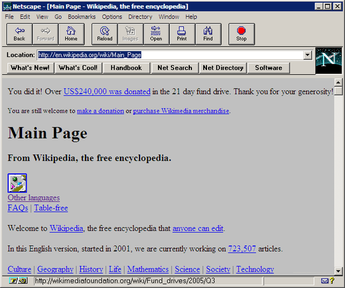 Netscape - [Main Page - Wikipedia, the free encyclopedia]
File Edit View Go Bookmarks Options Directory Window Help
Back Forward Home Reload Images Open Print Find Stop
Location: http://en.wikipedia.org/wiki/Main_Page
What's New! What's Cool! Handbook Net Search Net Directory Software
You did it! Over US$240,000 was donated in the 21 day fund drive. Thank you for your generosity!
You are still welcome to make a donation or purchase Wikimedia merchandise.
Main Page
From Wikipedia, the free encyclopedia.
Other languages
FAQs | Table-free
Welcome to Wikipedia, the free encyclopedia that anyone can edit.
In this English version, started in 2001, we are currently working on 723,507 articles.
Culture | Geography | History | Life | Mathematics | Science | Society | Technology
http://wikimediafoundation.org/wiki/Fund_drives/2005/Q3